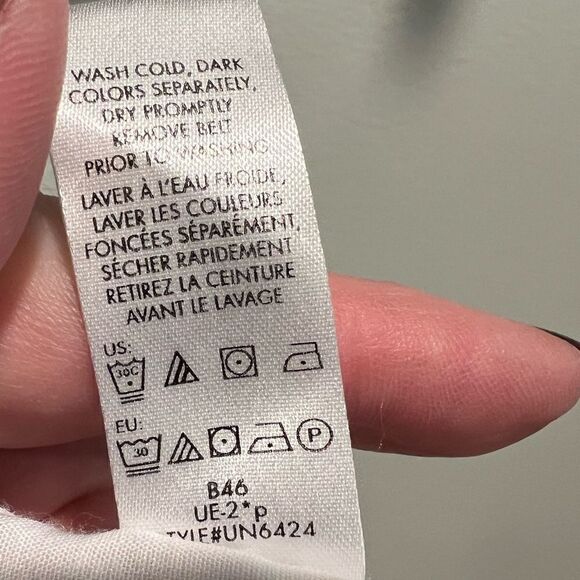 WASH COLD, DARK
COLORS SEPARATELY,
DRY PROMPTLY
REMOVE BELT
PRIOR TO WASHING
LAVER À L'EAU FROIDE,
LAVER LES COULEURS
FONCÉES SÉPARÉMENT,
SÉCHER RAPIDEMENT
RETIREZ LA CEINTURE
AVANT LE LAVAGE
US:
30C
EU:
30 P
B46
UE-2*p
STYLE#UN6424